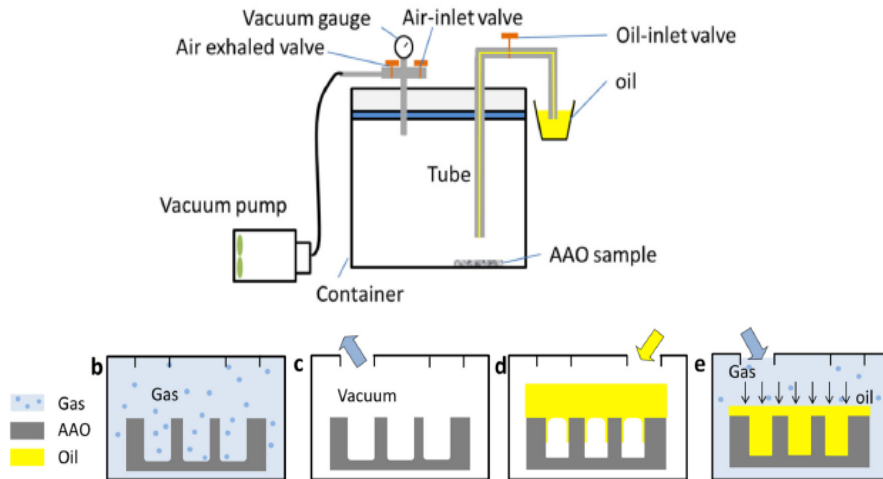 Vacuum gauge
Air-inlet valve
Air exhaled valve
Oil-inlet valve
oil
Tube
Vacuum pump
AAO sample
Container
b
c
d
e
Gas
Vacuum
Gas
oil
Gas
AAO
Oil